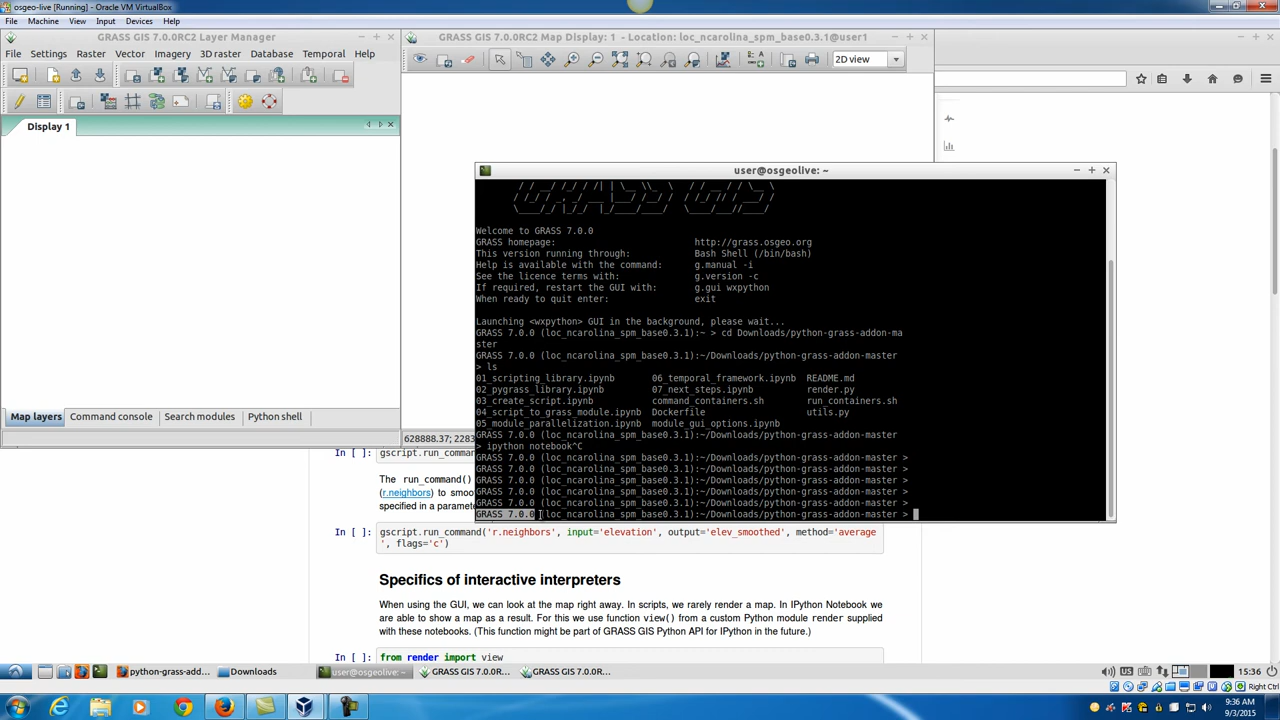 osgeo-live [Running] - Oracle VM VirtualBox
File Machine View Input Devices Help
GRASS GIS 7.0.0RC2 Layer Manager
File Settings Raster Vector Imagery 3D raster Database Temporal Help
Display 1
Map layers Command console Search modules Python shell
GRASS GIS 7.0.0RC2 Map Display: 1 - Location: loc_ncarolina_spm_base0.3.1@user1
2D view
628888.37; 2283
user@osgeolive: ~
Welcome to GRASS 7.0.0
GRASS homepage: http://grass.osgeo.org
This version running through: Bash Shell (/bin/bash)
Help is available with the command: g.manual -i
See the licence terms with: g.version -c
If required, restart the GUI with: g.gui wxpython
When ready to quit enter: exit
Launching <wxpython> GUI in the background, please wait...
GRASS 7.0.0 (loc_ncarolina_spm_base0.3.1):~ > cd Downloads/python-grass-addon-ma
ster
GRASS 7.0.0 (loc_ncarolina_spm_base0.3.1):~/Downloads/python-grass-addon-master
> ls
01_scripting_library.ipynb 06_temporal_framework.ipynb README.md
02_pygrass_library.ipynb 07_next_steps.ipynb render.py
03_create_script.ipynb command_containers.sh run_containers.sh
04_script_to_grass_module.ipynb Dockerfile utils.py
05_module_parallelization.ipynb module_gui_options.ipynb
GRASS 7.0.0 (loc_ncarolina_spm_base0.3.1):~/Downloads/python-grass-addon-master
> ipython notebook^C
GRASS 7.0.0 (loc_ncarolina_spm_base0.3.1):~/Downloads/python-grass-addon-master >
GRASS 7.0.0 (loc_ncarolina_spm_base0.3.1):~/Downloads/python-grass-addon-master >
GRASS 7.0.0 (loc_ncarolina_spm_base0.3.1):~/Downloads/python-grass-addon-master >
GRASS 7.0.0 (loc_ncarolina_spm_base0.3.1):~/Downloads/python-grass-addon-master >
GRASS 7.0.0 (loc_ncarolina_spm_base0.3.1):~/Downloads/python-grass-addon-master >
GRASS 7.0.0 (loc_ncarolina_spm_base0.3.1):~/Downloads/python-grass-addon-master >
In [ ]: gscript.run_command(
The run_command()
(r.neighbors) to smoo
specified in a paramete
In [ ]: gscript.run_command('r.neighbors', input='elevation', output='elev_smoothed', method='average
', flags='c')
Specifics of interactive interpreters
When using the GUI, we can look at the map right away. In scripts, we rarely render a map. In IPython Notebook we
are able to show a map as a result. For this we use function view() from a custom Python module render supplied
with these notebooks. (This function might be part of GRASS GIS Python API for IPython in the future.)
In [ ]: from render import view
python-grass-add... Downloads user@osgeolive: ~ GRASS GIS 7.0.0R... GRASS GIS 7.0.0R... US 15:36
Right Ctrl
9:36 AM
9/3/2015